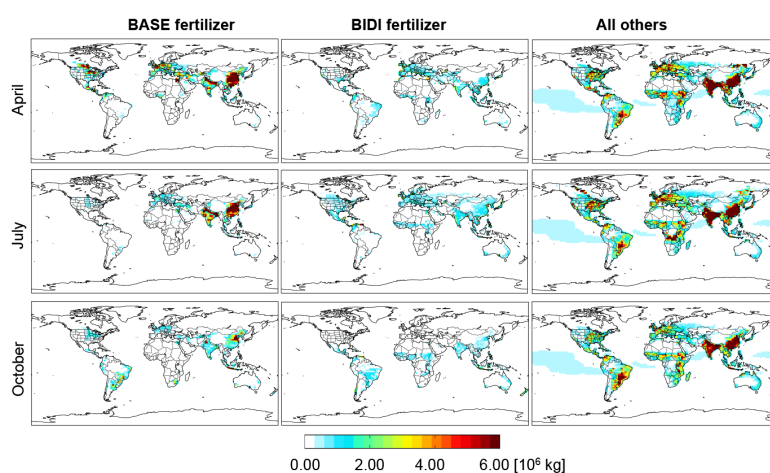 BASE fertilizer BIDI fertilizer All others
April
July
October
0.00 2.00 4.00 6.00 [10⁶ kg]